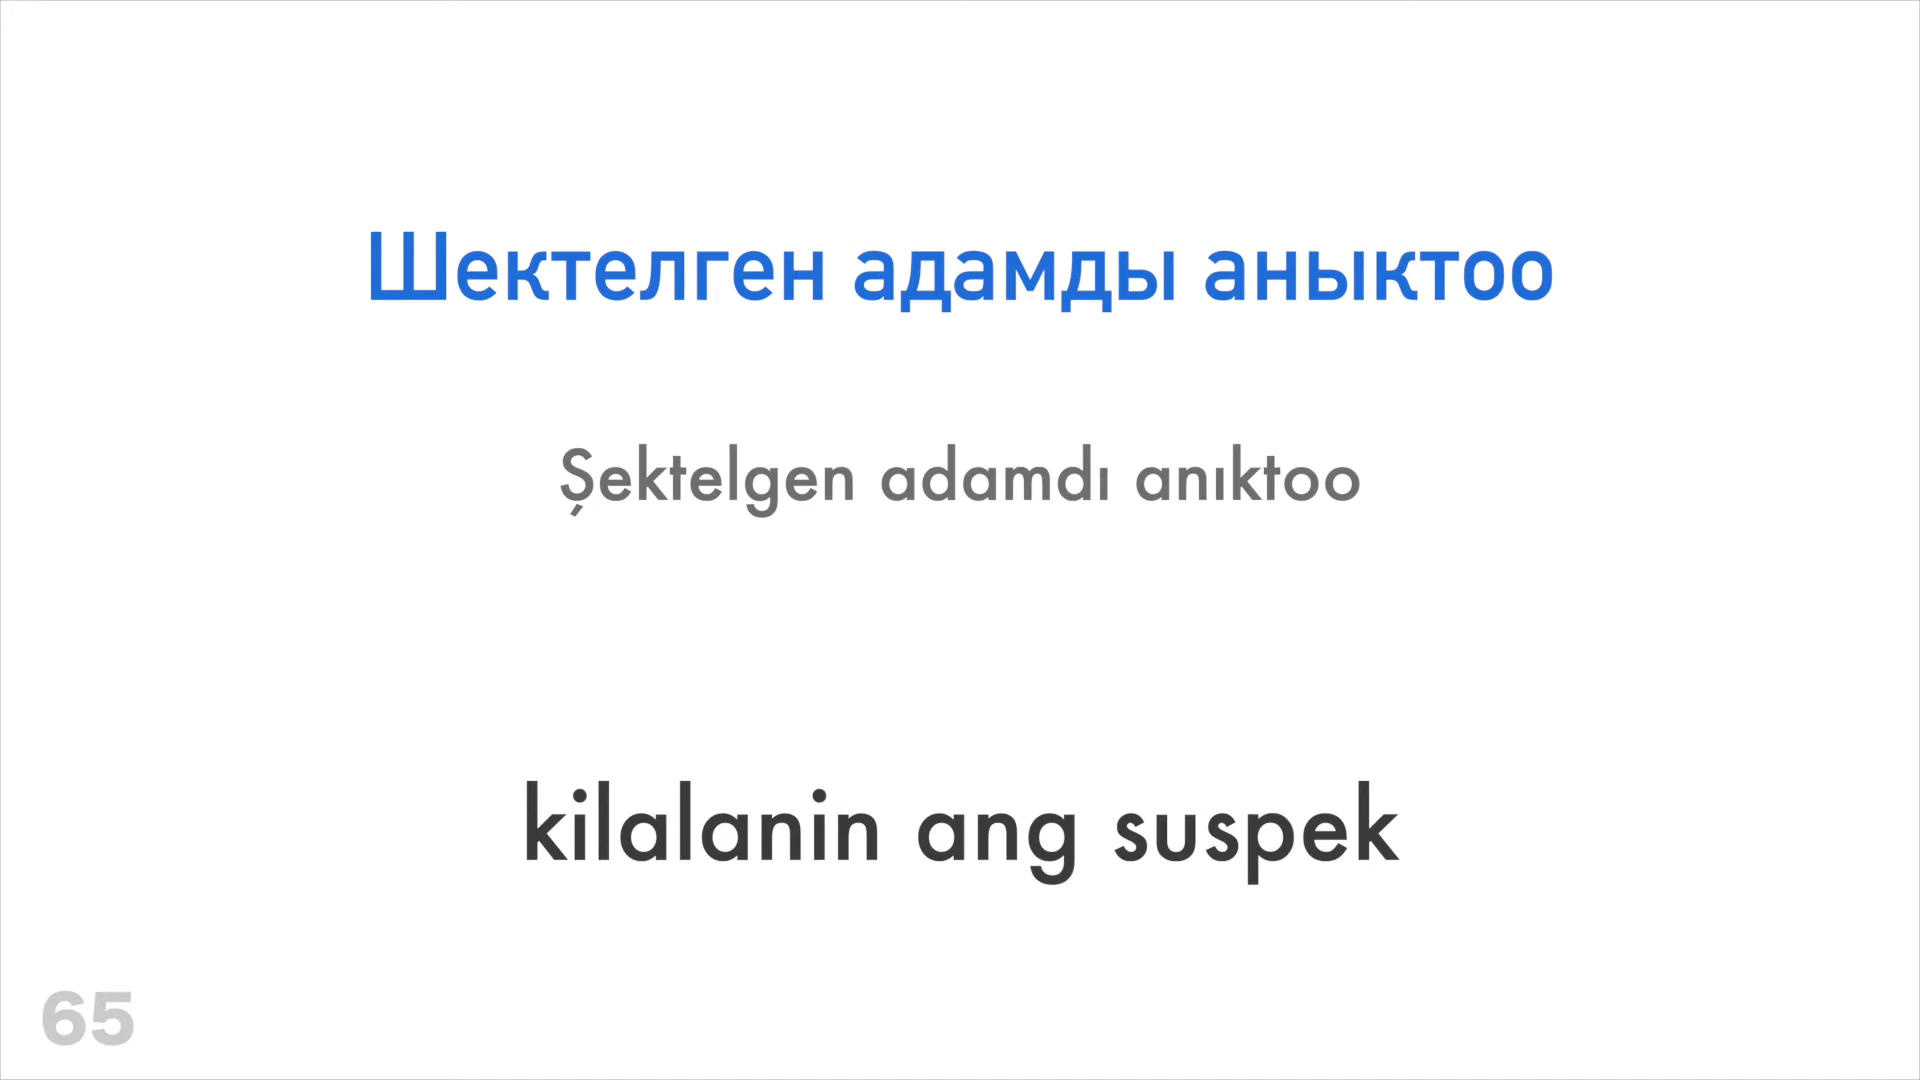 Шектелген адамды аныктоо
Şektelgen adamdı anıktoo
kilalanin ang suspek
65